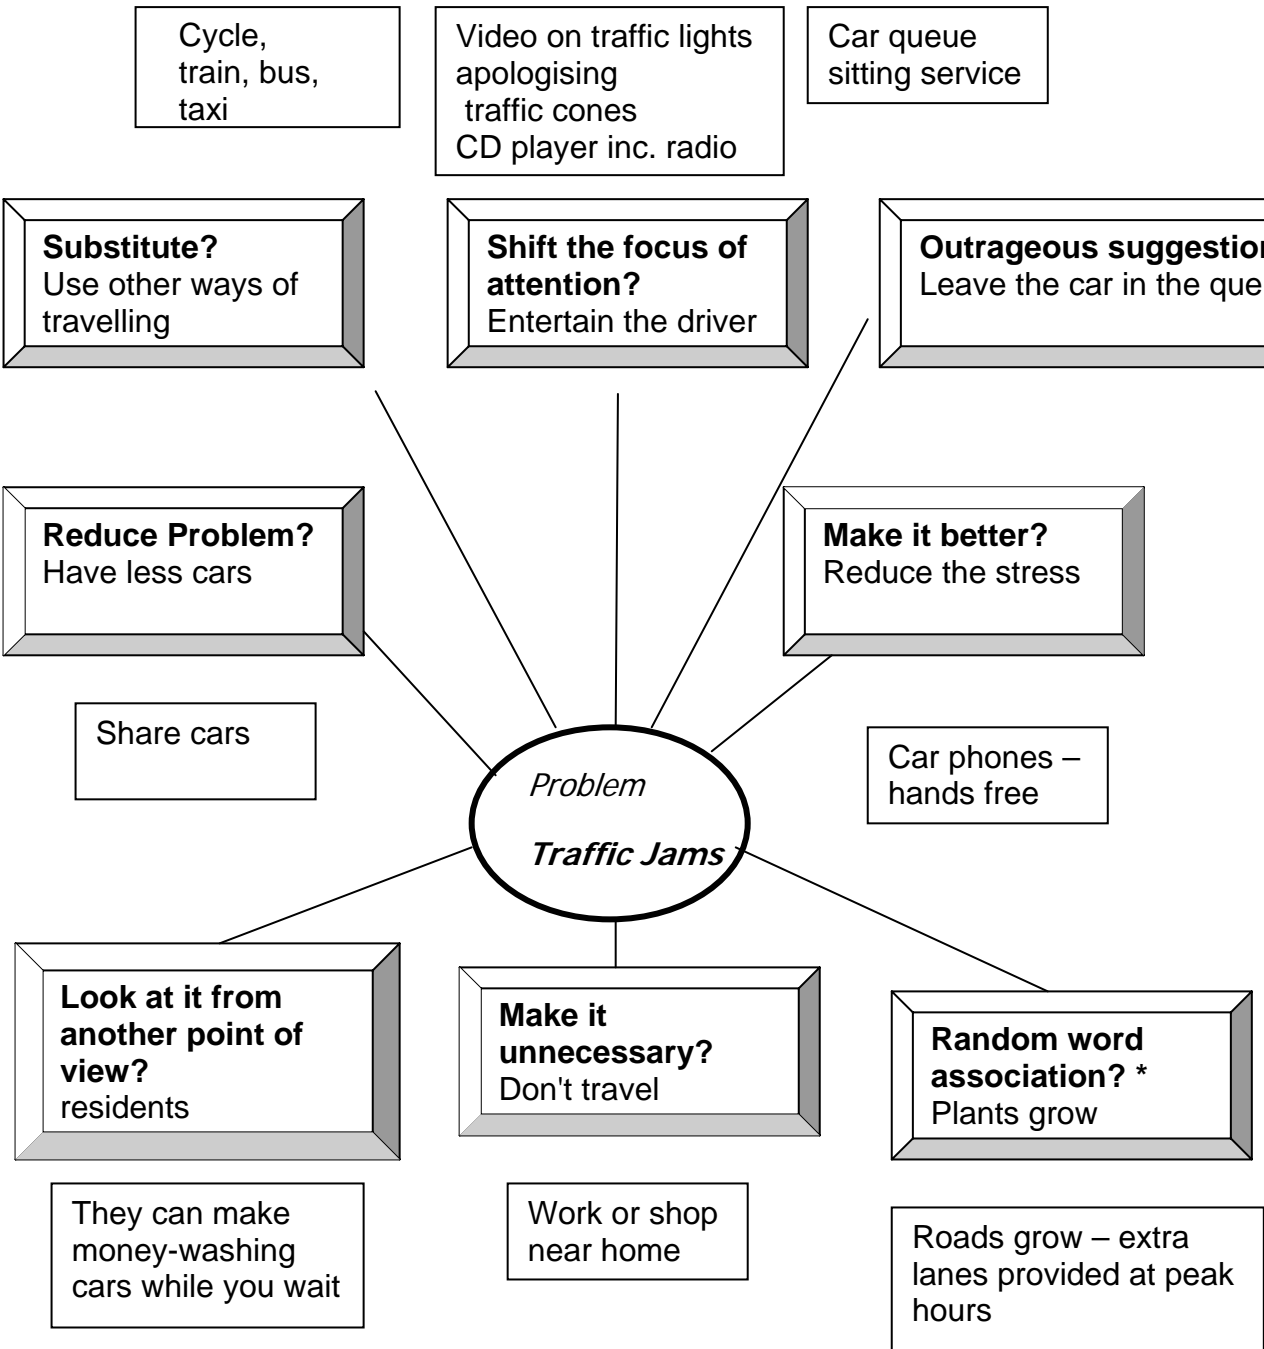 Cycle,
train, bus,
taxi
Video on traffic lights
apologising
traffic cones
CD player inc. radio
Car queue
sitting service
Substitute?
Use other ways of
travelling
Shift the focus of
attention?
Entertain the driver
Outrageous
Leave the car in the
Reduce Problem?
Have less cars
Make it better?
Reduce the stress
Share cars
Car phones –
hands free
Problem
Traffic Jams
Look at it from
another point of
view?
residents
Make it
unnecessary?
Don't travel
Random word
association? *
Plants grow
They can make
money-washing
cars while you wait
Work or shop
near home
Roads grow – extra
lanes provided at peak
hours